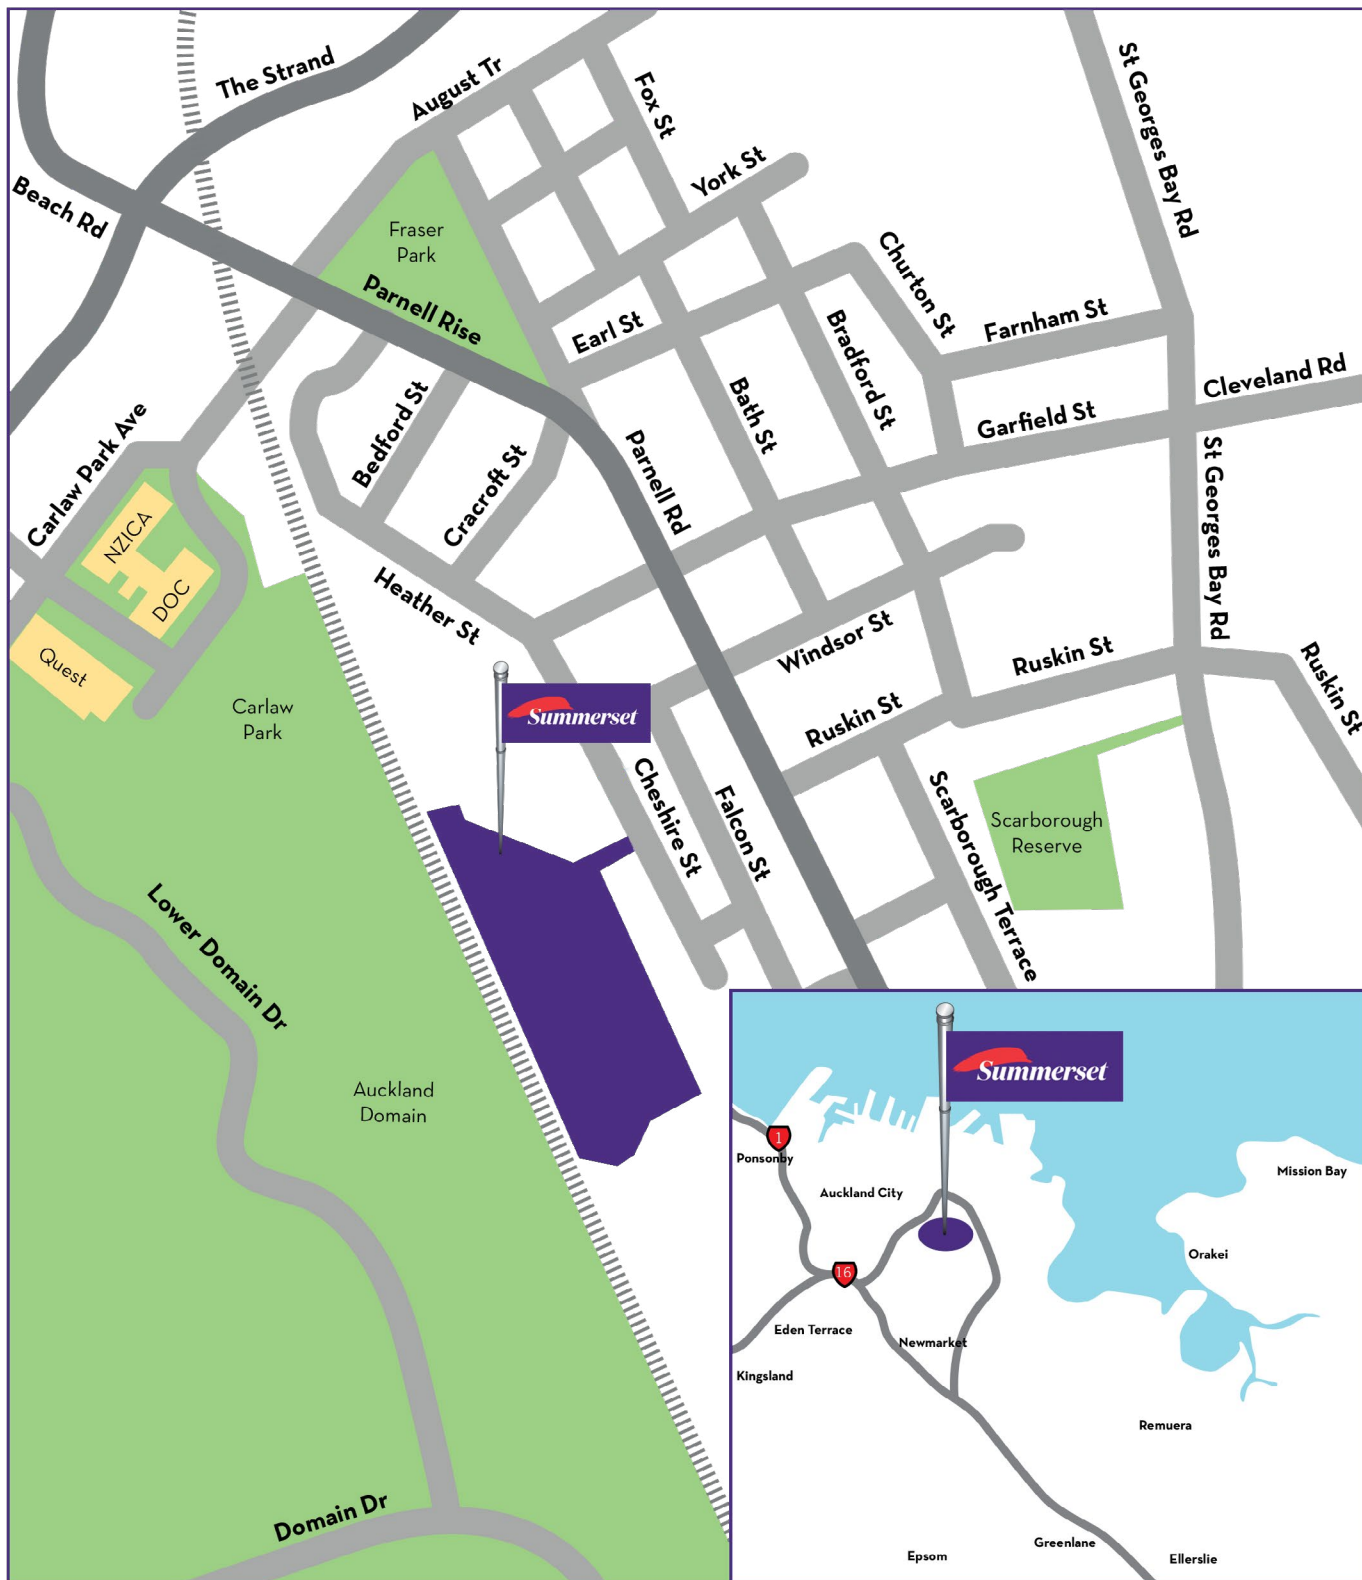 The Strand
August Tr
Fox St
St Georges Bay Rd
York St
Beach Rd
Fraser
Park
Churton St
Parnell Rise
Earl St
Farnham St
Bradford St
Cleveland Rd
Bath St
Garfield St
Bedford St
Carlaw Park Ave
Cracroft St
Parnell Rd
St Georges Bay Rd
NZICA
DOC
Heather St
Windsor St
Ruskin St
Ruskin St
Quest
Carlaw
Park
Summerset
Ruskin St
Cheshire St
Falcon St
Scarborough Terrace
Scarborough
Reserve
Lower Domain Dr
Auckland
Domain
Domain Dr
Summerset
1
Ponsonby
Mission Bay
Auckland City
Orakei
16
Eden Terrace
Newmarket
Kingsland
Remuera
Greenlane
Epsom
Ellerslie